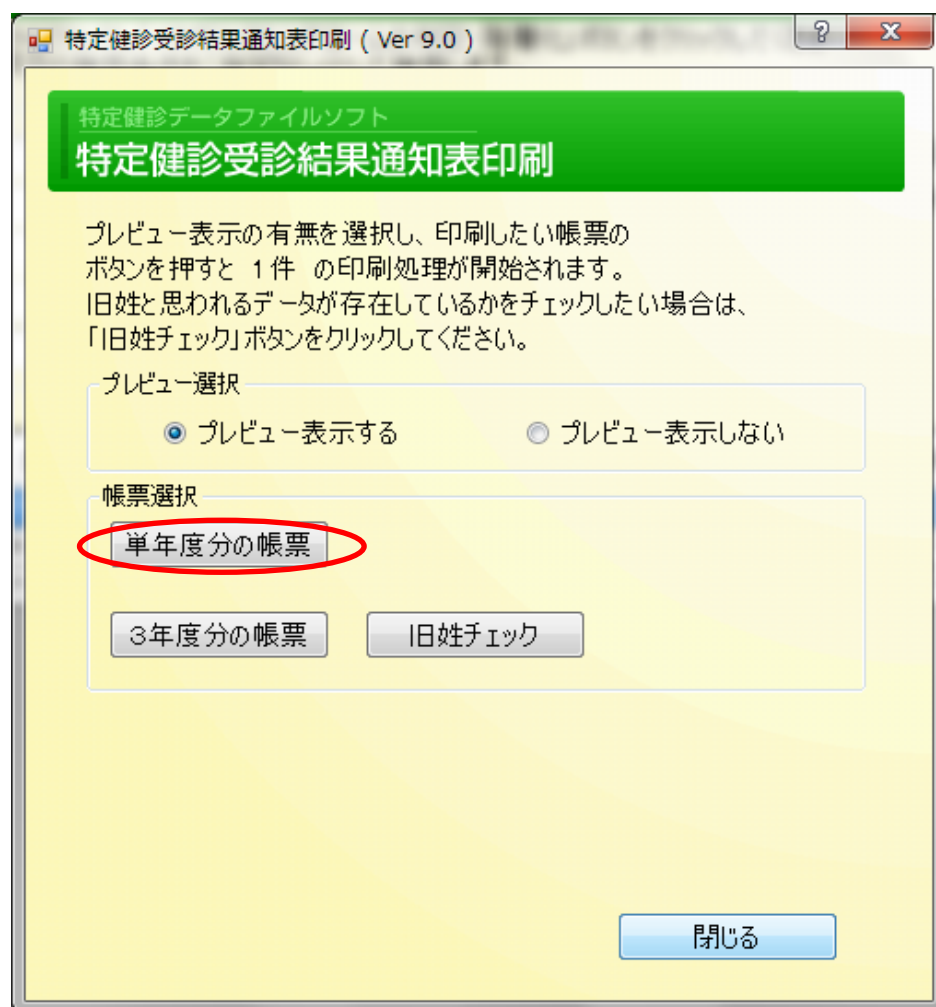 特定健診受診結果通知表印刷 ( Ver 9.0 )
特定健診データファイルソフト
特定健診受診結果通知表印刷
プレビュー表示の有無を選択し、印刷したい帳票の
ボタンを押すと 1件 の印刷処理が開始されます。
旧姓と思われるデータが存在しているかをチェックしたい場合は、
「旧姓チェック」ボタンをクリックしてください。
プレビュー選択
プレビュー表示する プレビュー表示しない
帳票選択
単年度分の帳票
3年度分の帳票 旧姓チェック
閉じる